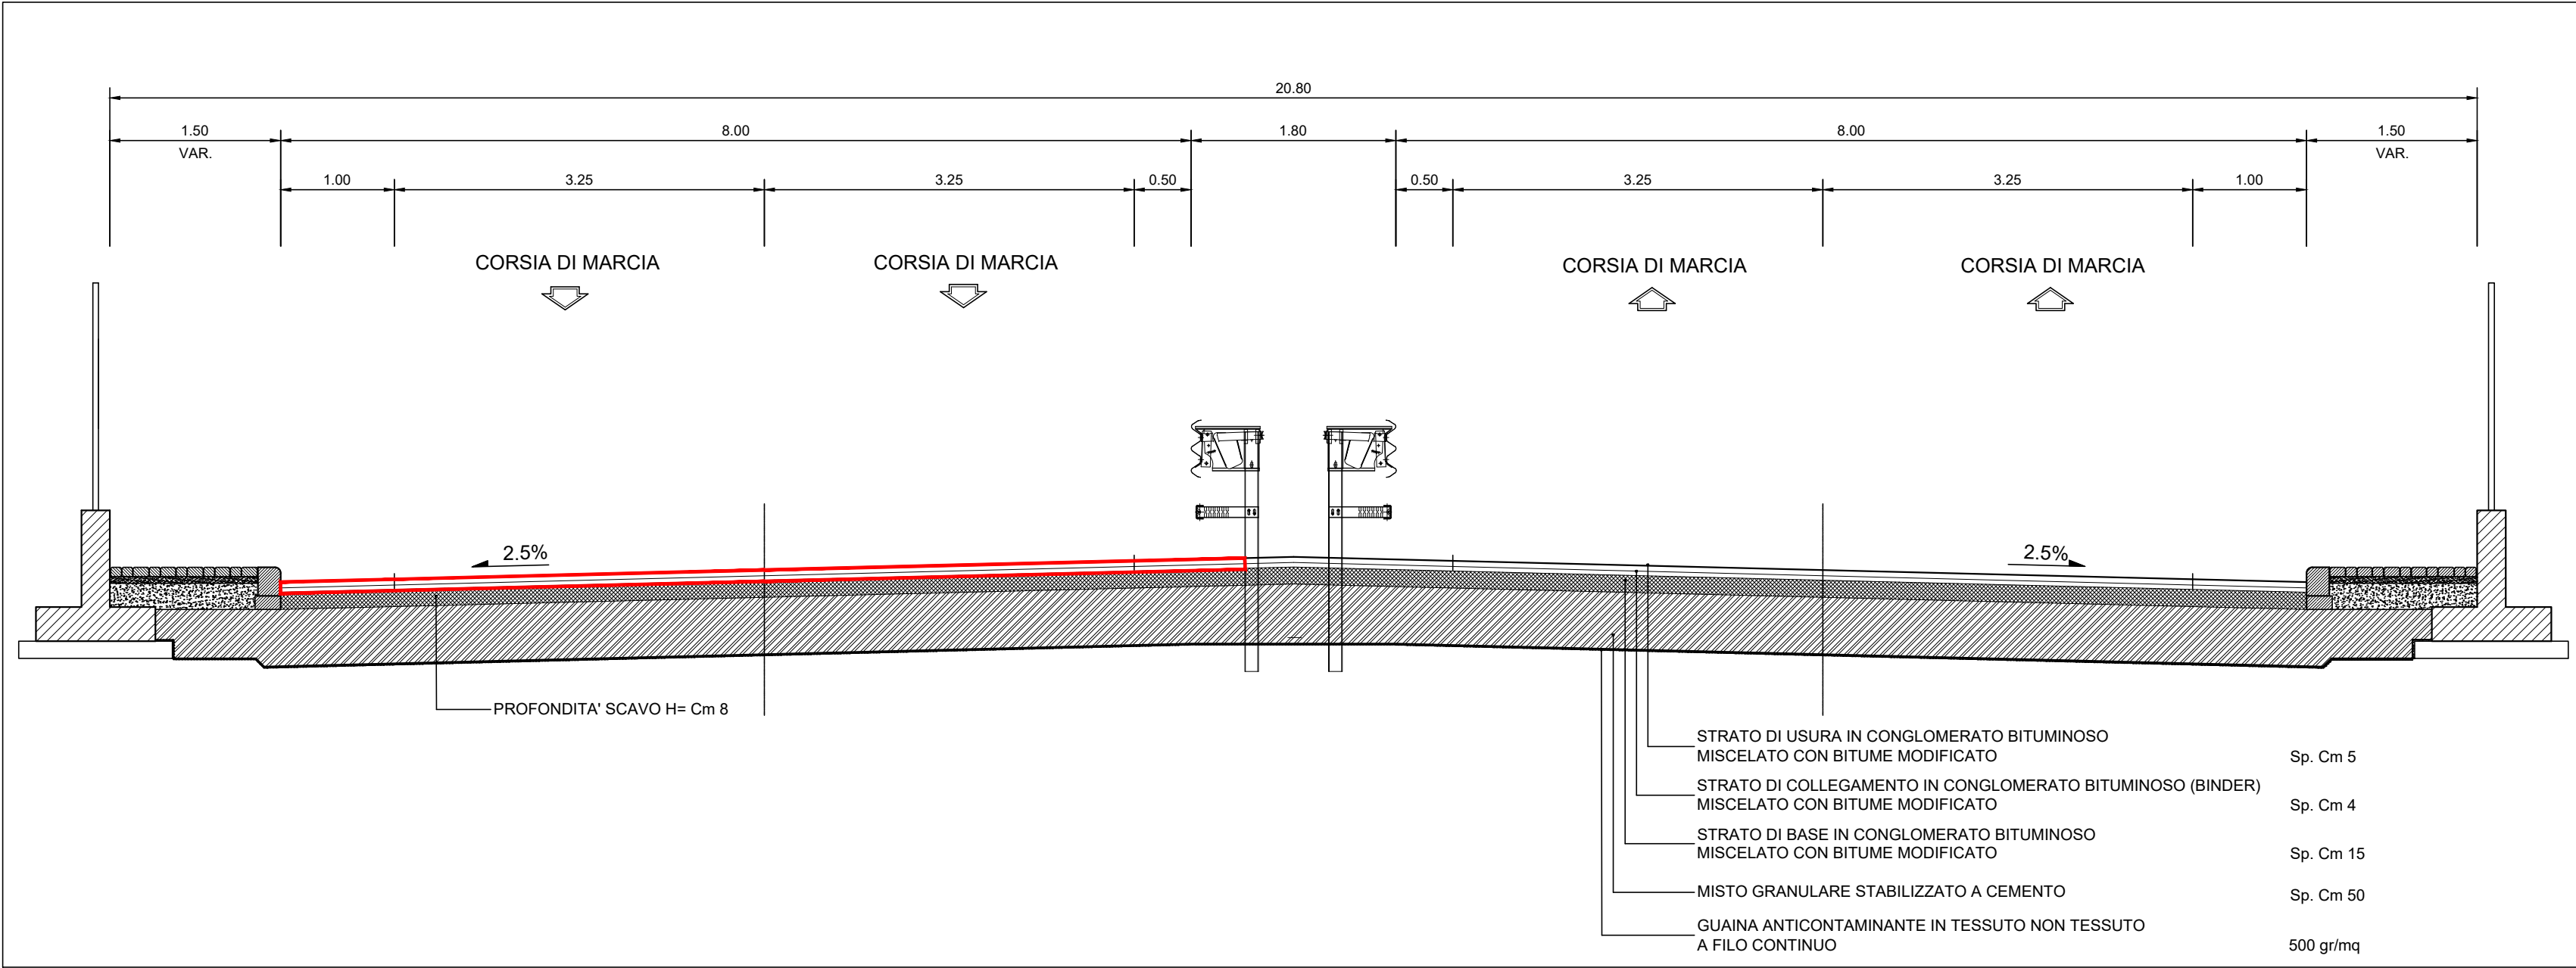 20.80
1.50
8.00
1.80
8.00
1.50
VAR.
VAR.
1.00
3.25
3.25
0.50
0.50
3.25
3.25
1.00
CORSIA DI MARCIA
CORSIA DI MARCIA
CORSIA DI MARCIA
CORSIA DI MARCIA
2.5%
2.5%
PROFONDITA' SCAVO H= Cm 8
STRATO DI USURA IN CONGLOMERATO BITUMINOSO
MISCELATO CON BITUME MODIFICATO Sp. Cm 5
STRATO DI COLLEGAMENTO IN CONGLOMERATO BITUMINOSO (BINDER)
MISCELATO CON BITUME MODIFICATO Sp. Cm 4
STRATO DI BASE IN CONGLOMERATO BITUMINOSO
MISCELATO CON BITUME MODIFICATO Sp. Cm 15
MISTO GRANULARE STABILIZZATO A CEMENTO Sp. Cm 50
GUAINA ANTICONTAMINANTE IN TESSUTO NON TESSUTO
A FILO CONTINUO 500 gr/mq